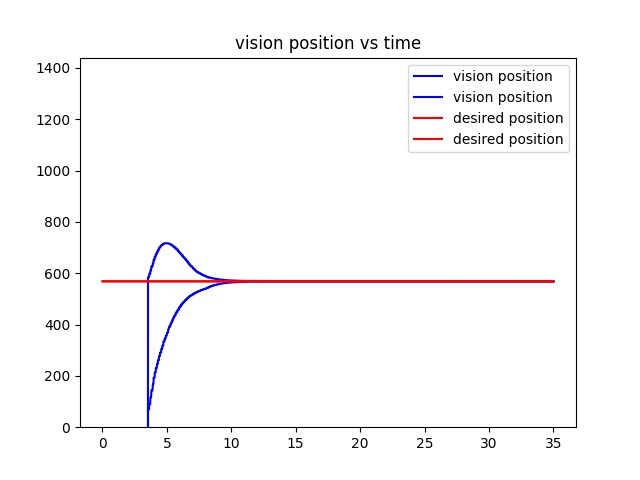 vision position vs time
1400
1200
1000
800
600
400
200
0
vision position
vision position
desired position
desired position
0 5 10 15 20 25 30 35